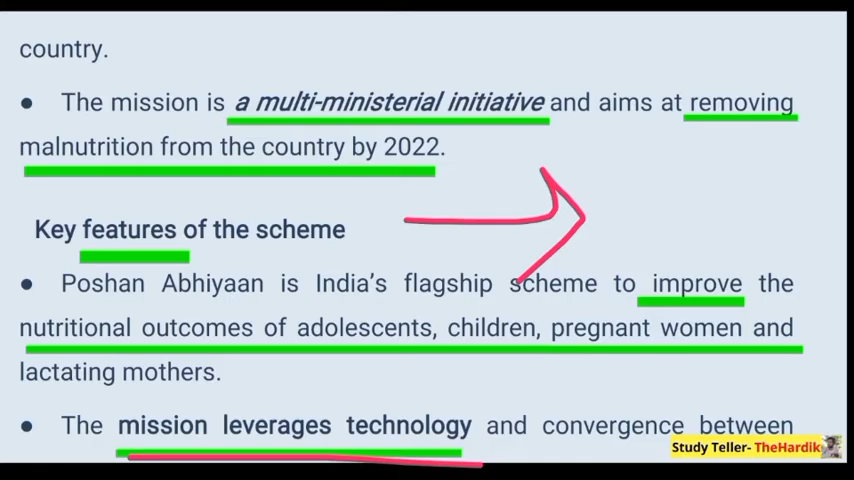 country.
● The mission is a multi-ministerial initiative and aims at removing
malnutrition from the country by 2022.
Key features of the scheme
● Poshan Abhiyaan is India’s flagship scheme to improve the
nutritional outcomes of adolescents, children, pregnant women and
lactating mothers.
● The mission leverages technology and convergence between
Study Teller- TheHardik